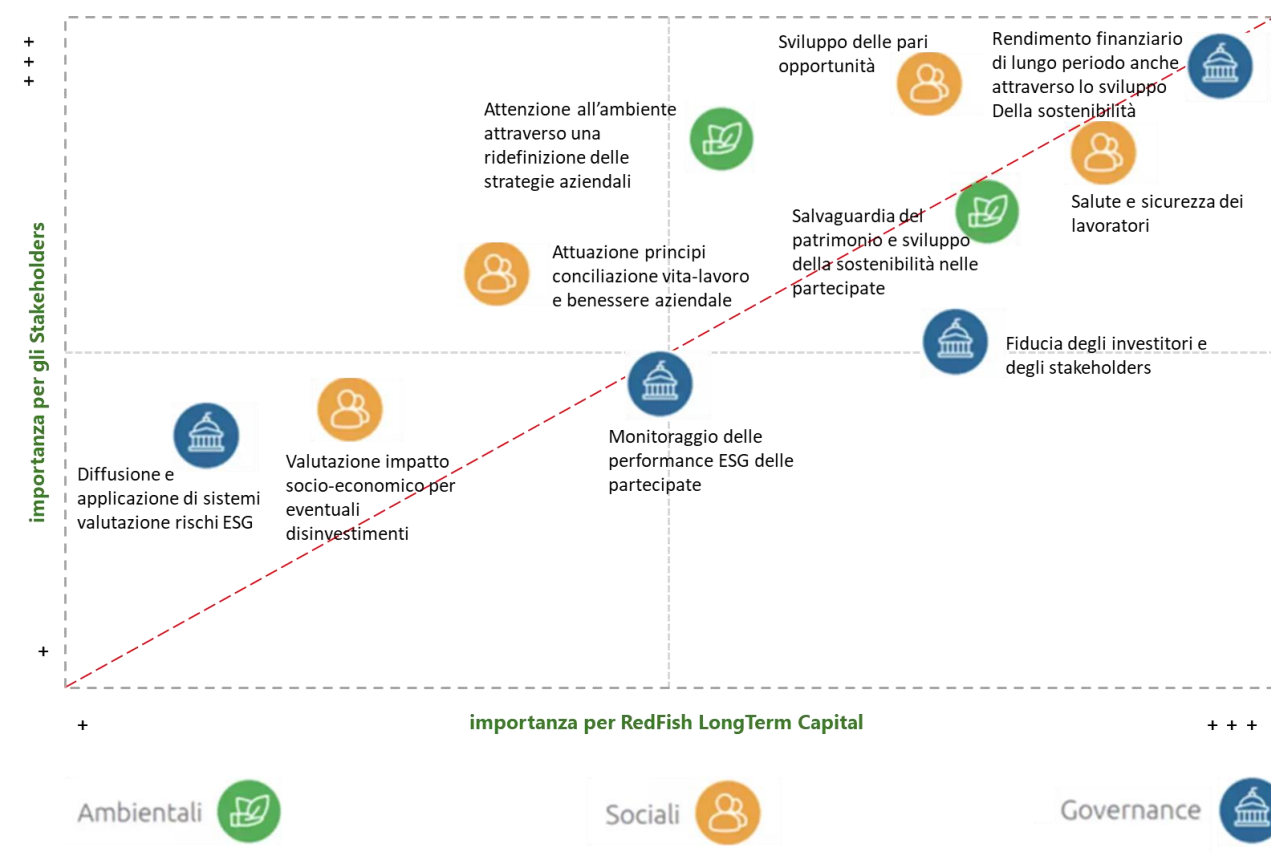 +
+
+
Sviluppo delle pari
opportunità
Rendimento finanziario
di lungo periodo anche
attraverso lo sviluppo
Della sostenibilità
Attenzione all’ambiente
attraverso una
ridefinizione delle
strategie aziendali
Salute e sicurezza dei
lavoratori
Salvaguardia del
patrimonio e sviluppo
della sostenibilità nelle
partecipate
Attuazione principi
conciliazione vita-lavoro
e benessere aziendale
Fiducia degli investitori e
degli stakeholders
importanza per gli Stakeholders
Monitoraggio delle
performance ESG delle
partecipate
Valutazione impatto
socio-economico per
eventuali
disinvestimenti
Diffusione e
applicazione di sistemi
valutazione rischi ESG
+
+
importanza per RedFish LongTerm Capital
+ + +
Ambientali
Sociali
Governance